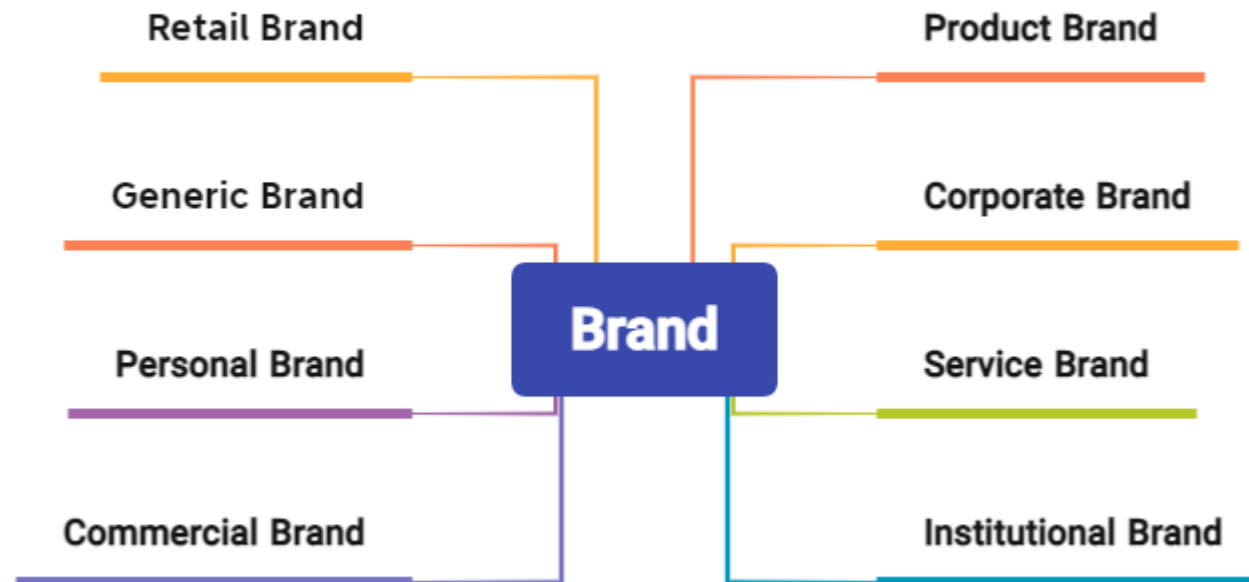 Retail Brand
Product Brand
Generic Brand
Corporate Brand
Brand
Personal Brand
Service Brand
Commercial Brand
Institutional Brand